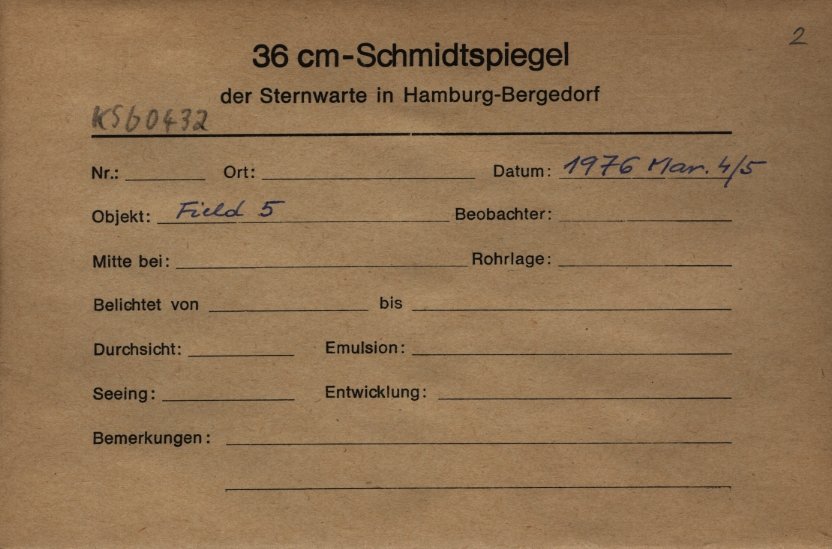 2
36 cm-Schmidtspiegel
der Sternwarte in Hamburg-Bergedorf
KS60432
Nr.: Ort: Datum: 1976 Mar. 4/5
Objekt: Field 5 Beobachter:
Mitte bei: Rohrlage:
Belichtet von bis
Durchsicht: Emulsion:
Seeing: Entwicklung:
Bemerkungen: